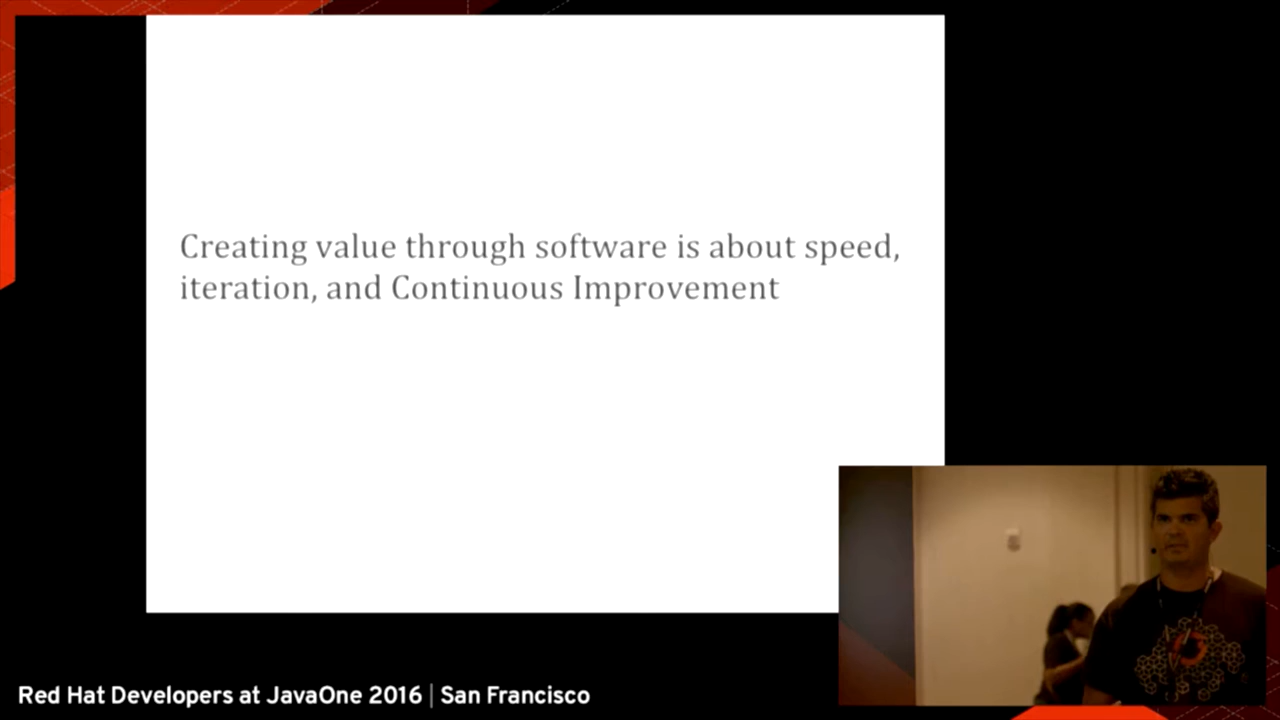 Creating value through software is about speed,
iteration, and Continuous Improvement
Red Hat Developers at JavaOne 2016 | San Francisco